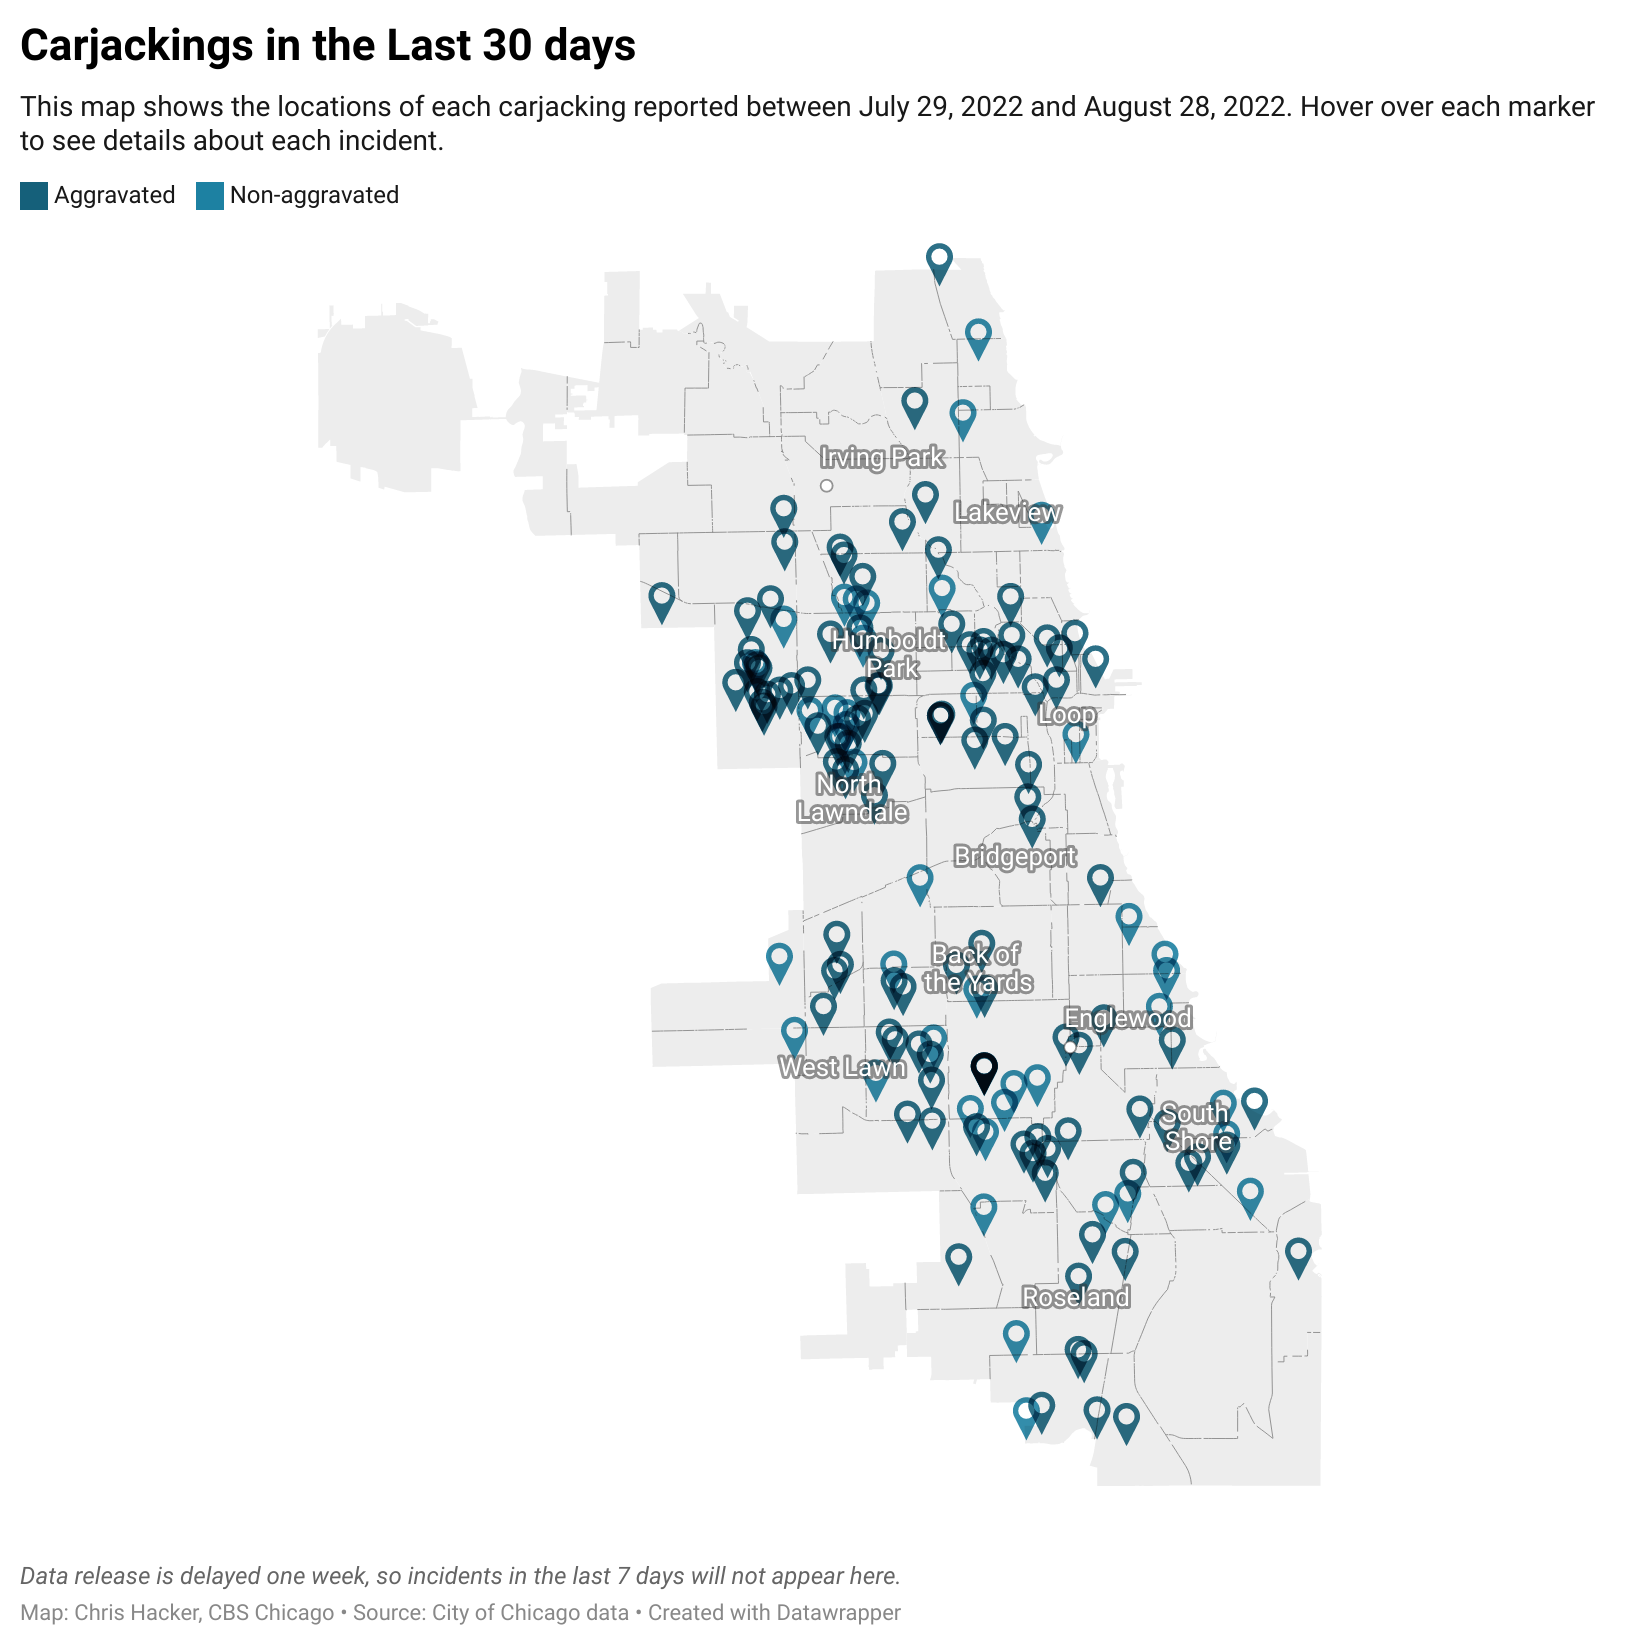 Carjackings in the Last 30 days
This map shows the locations of each carjacking reported between July 29, 2022 and August 28, 2022. Hover over each marker
to see details about each incident.
Aggravated Non-aggravated
Irving Park
Lakeview
Humboldt
Park
Loop
North
Lawndale
Bridgeport
Back of
the Yards
Englewood
West Lawn
South
Shore
Roseland
Data release is delayed one week, so incidents in the last 7 days will not appear here.
Map: Chris Hacker, CBS Chicago • Source: City of Chicago data • Created with Datawrapper